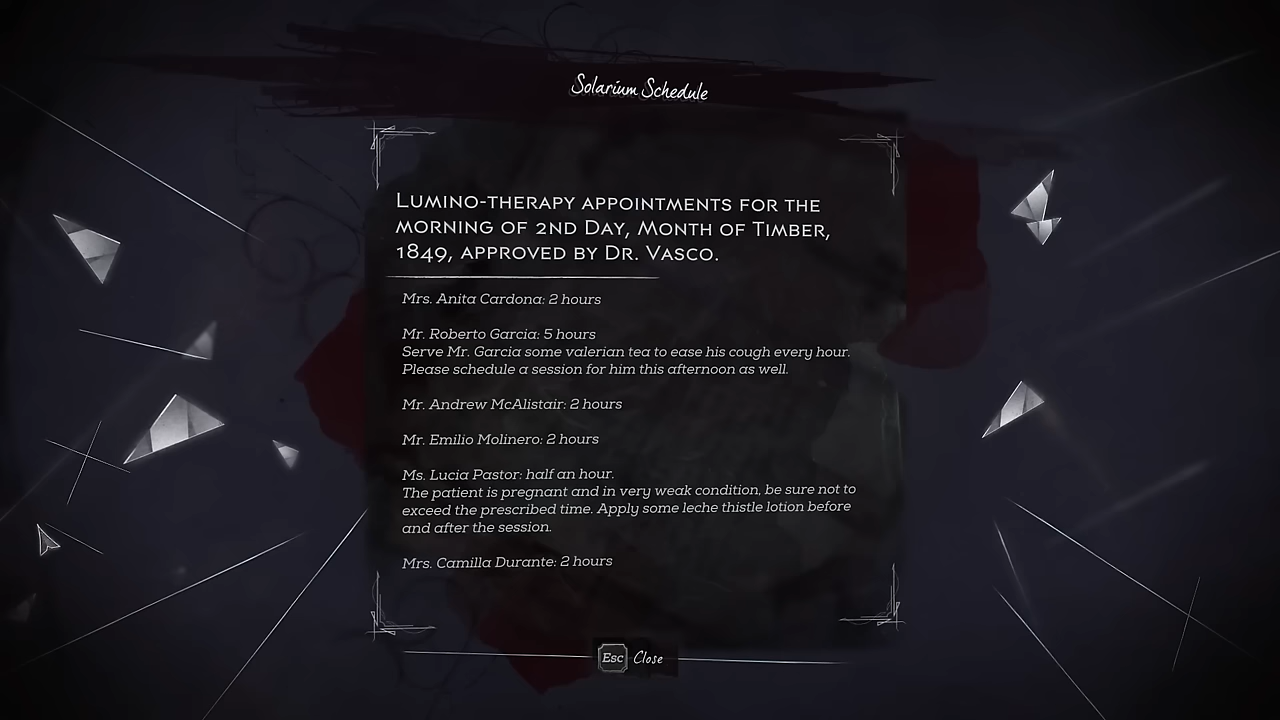 Solarium Schedule
Lumino-therapy appointments for the
morning of 2nd Day, Month of Timber,
1849, approved by Dr. Vasco.
Mrs. Anita Cardona: 2 hours
Mr. Roberto Garcia: 5 hours
Serve Mr. Garcia some valerian tea to ease his cough every hour.
Please schedule a session for him this afternoon as well.
Mr. Andrew McAlistair: 2 hours
Mr. Emilio Molinero: 2 hours
Ms. Lucia Pastor: half an hour.
The patient is pregnant and in very weak condition, be sure not to
exceed the prescribed time. Apply some leche thistle lotion before
and after the session.
Mrs. Camilla Durante: 2 hours
Esc Close